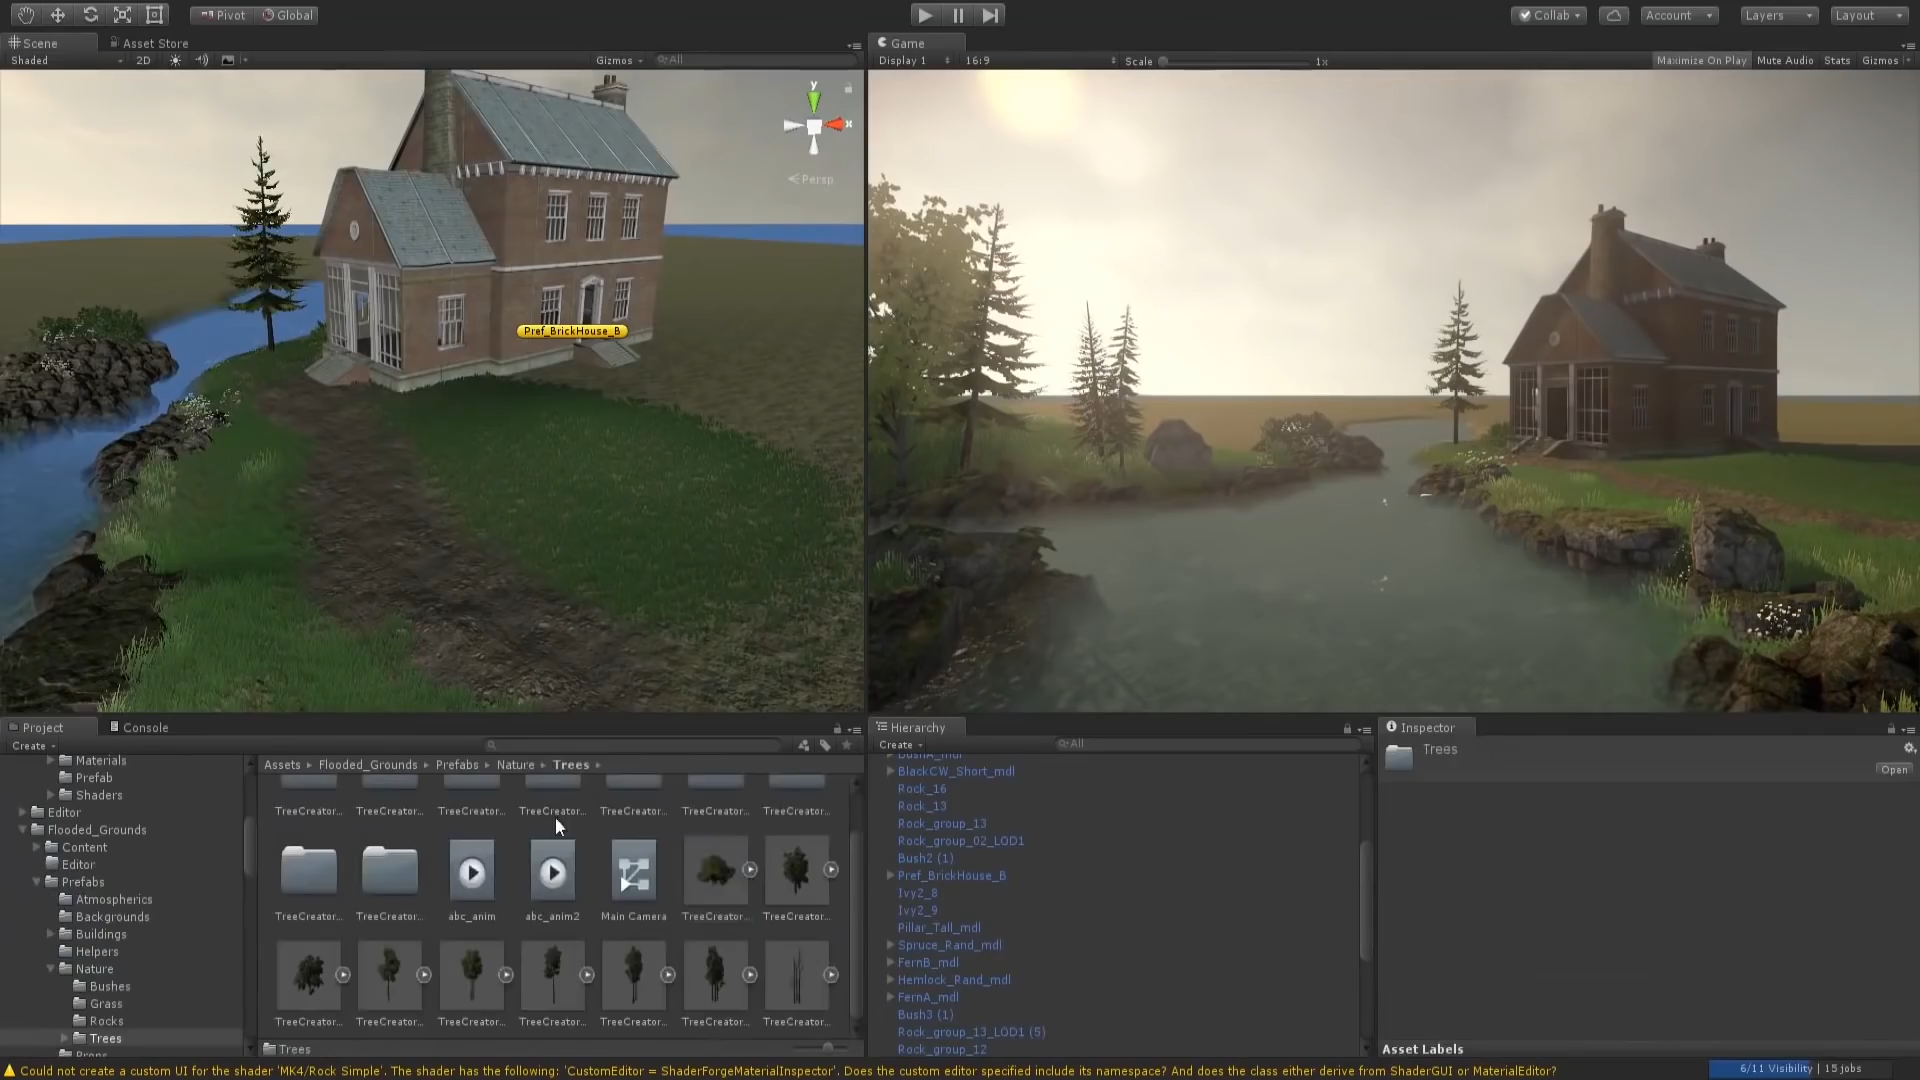 Pivot Global Collab Account Layers Layout
Scene Asset Store
Shaded 2D Gizmos All
y
x
Persp
Pref_BrickHouse_B
Game
Display 1 16:9 Scale 1x Maximize On Play Mute Audio Stats Gizmos
Project Console
Create
Materials
Prefab
Shaders
Editor
Flooded_Grounds
Content
Editor
Prefabs
Atmospherics
Backgrounds
Buildings
Helpers
Nature
Bushes
Grass
Rocks
Trees
Props
Assets Flooded_Grounds Prefabs Nature Trees
TreeCreator... TreeCreator... TreeCreator... TreeCreator... TreeCreator... TreeCreator... TreeCreator...
TreeCreator... TreeCreator... abc_anim abc_anim2 Main Camera TreeCreator... TreeCreator...
TreeCreator... TreeCreator... TreeCreator... TreeCreator... TreeCreator... TreeCreator... TreeCreator...
Trees
Hierarchy
Create All
BushA_mdl
BlackCW_Short_mdl
Rock_16
Rock_13
Rock_group_13
Rock_group_02_LOD1
Bush2 (1)
Pref_BrickHouse_B
Ivy2_8
Ivy2_9
Pillar_Tall_mdl
Spruce_Rand_mdl
FernB_mdl
Hemlock_Rand_mdl
FernA_mdl
Bush3 (1)
Rock_group_13_LOD1 (5)
Rock_group_12
Inspector
Trees
Open
Asset Labels
Could not create a custom UI for the shader 'MK4/Rock Simple'. The shader has the following: 'CustomEditor = ShaderForgeMaterialInspector'. Does the custom editor specified include its namespace? And does the class either derive from ShaderGUI or MaterialEditor?
6/11 Visibility | 15 jobs